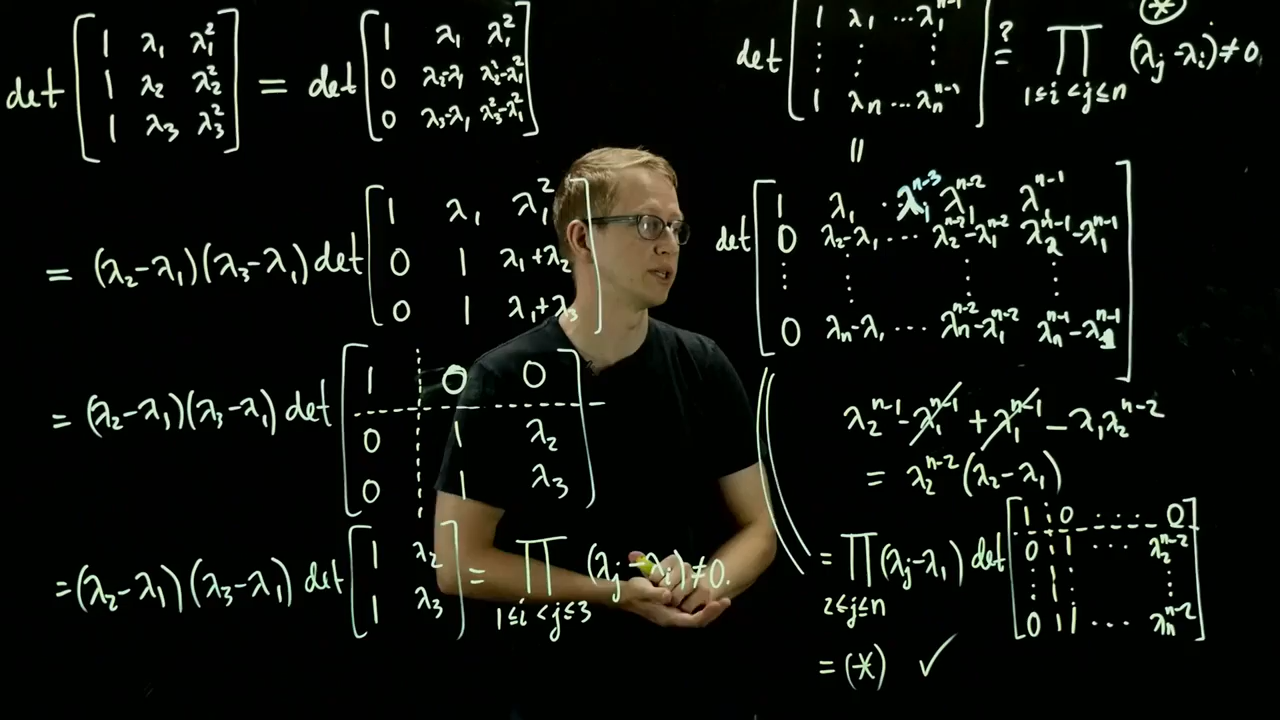 det [ 1 λ₁ λ₁² ; 1 λ₂ λ₂² ; 1 λ₃ λ₃² ] = det [ 1 λ₁ λ₁² ; 0 λ₂-λ₁ λ₂²-λ₁² ; 0 λ₃-λ₁ λ₃²-λ₁² ]
= (λ₂-λ₁)(λ₃-λ₁) det [ 1 λ₁ λ₁² ; 0 1 λ₁+λ₂ ; 0 1 λ₁+λ₃ ]
= (λ₂-λ₁)(λ₃-λ₁) det [ 1 0 0 ; 0 1 λ₂ ; 0 1 λ₃ ]
= (λ₂-λ₁)(λ₃-λ₁) det [ 1 λ₂ ; 1 λ₃ ] = ∏_{1≤i<j≤3} (λⱼ-λᵢ) ≠ 0.
(*)
det [ 1 λ₁ ⋯ λ₁ⁿ⁻¹ ; ⋮ ⋮ ⋮ ; 1 λₙ ⋯ λₙⁿ⁻¹ ] ≟ ∏_{1≤i<j≤n} (λⱼ-λᵢ) ≠ 0
=
det [ 1 λ₁ ⋅ λ₁ⁿ⁻³ λ₁ⁿ⁻² λ₁ⁿ⁻¹ ; 0 λ₂-λ₁ ⋯ λ₂ⁿ⁻²-λ₁ⁿ⁻² λ₂ⁿ⁻¹-λ₁ⁿ⁻¹ ; ⋮ ⋮ ⋮ ⋮ ; 0 λₙ-λ₁ ⋯ λₙⁿ⁻²-λ₁ⁿ⁻² λₙⁿ⁻¹-λ₁ⁿ⁻¹ ]
λ₂ⁿ⁻¹ - λ₁ⁿ⁻¹ + λ₁ⁿ⁻¹ - λ₁λ₂ⁿ⁻²
= λ₂ⁿ⁻²(λ₂-λ₁)
= ∏_{2≤j≤n} (λⱼ-λ₁) det [ 1 0 ⋯ 0 ; 0 1 ⋯ λ₂ⁿ⁻² ; ⋮ ⋮ ⋮ ; 0 1 ⋯ λₙⁿ⁻² ]
= (*) ✓